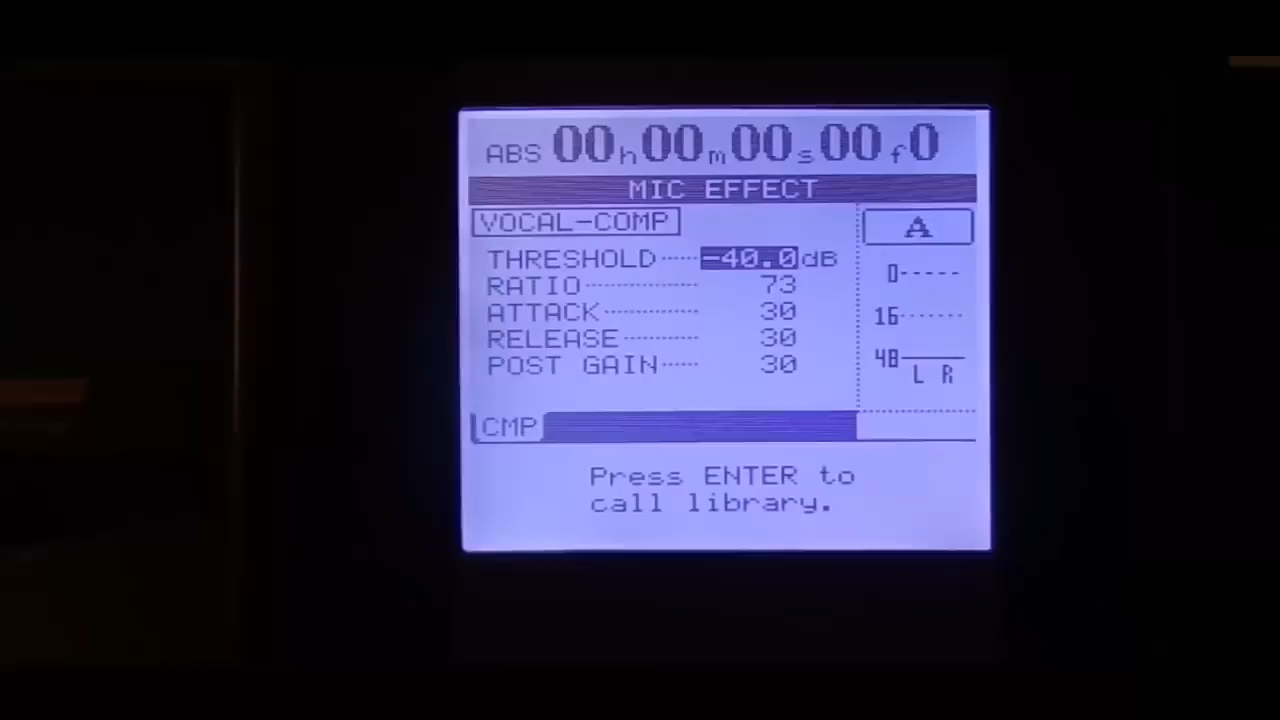 ABS 00h00m00s00f0
MIC EFFECT
VOCAL-COMP
A
THRESHOLD -40.0dB
RATIO 73
ATTACK 30
RELEASE 30
POST GAIN 30
0
16
48
L R
CMP
Press ENTER to
call library.